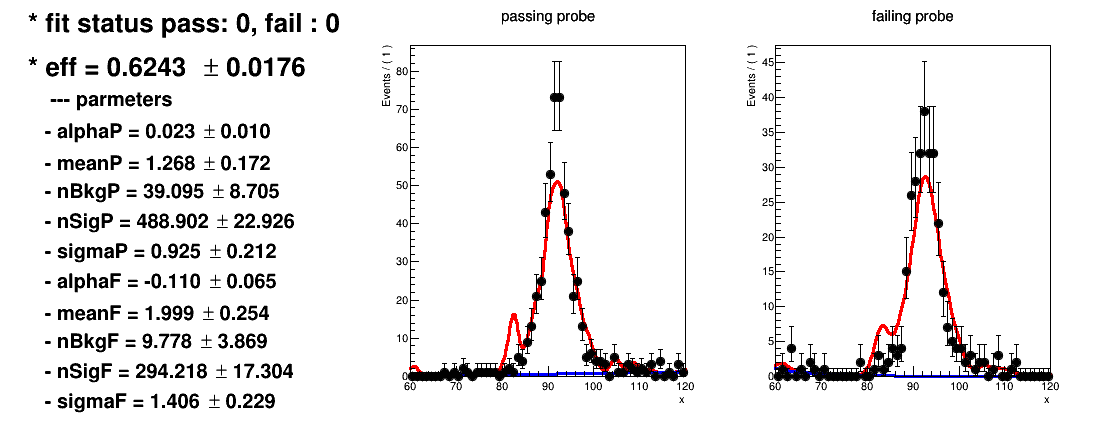 * fit status pass: 0, fail : 0
* eff = 0.6243 ± 0.0176
--- parmeters
- alphaP = 0.023 ± 0.010
- meanP = 1.268 ± 0.172
- nBkgP = 39.095 ± 8.705
- nSigP = 488.902 ± 22.926
- sigmaP = 0.925 ± 0.212
- alphaF = -0.110 ± 0.065
- meanF = 1.999 ± 0.254
- nBkgF = 9.778 ± 3.869
- nSigF = 294.218 ± 17.304
- sigmaF = 1.406 ± 0.229
passing probe
Events / ( 1 )
80
70
60
50
40
30
20
10
0
60 70 80 90 100 110 120
x
failing probe
Events / ( 1 )
45
40
35
30
25
20
15
10
5
0
60 70 80 90 100 110 120
x